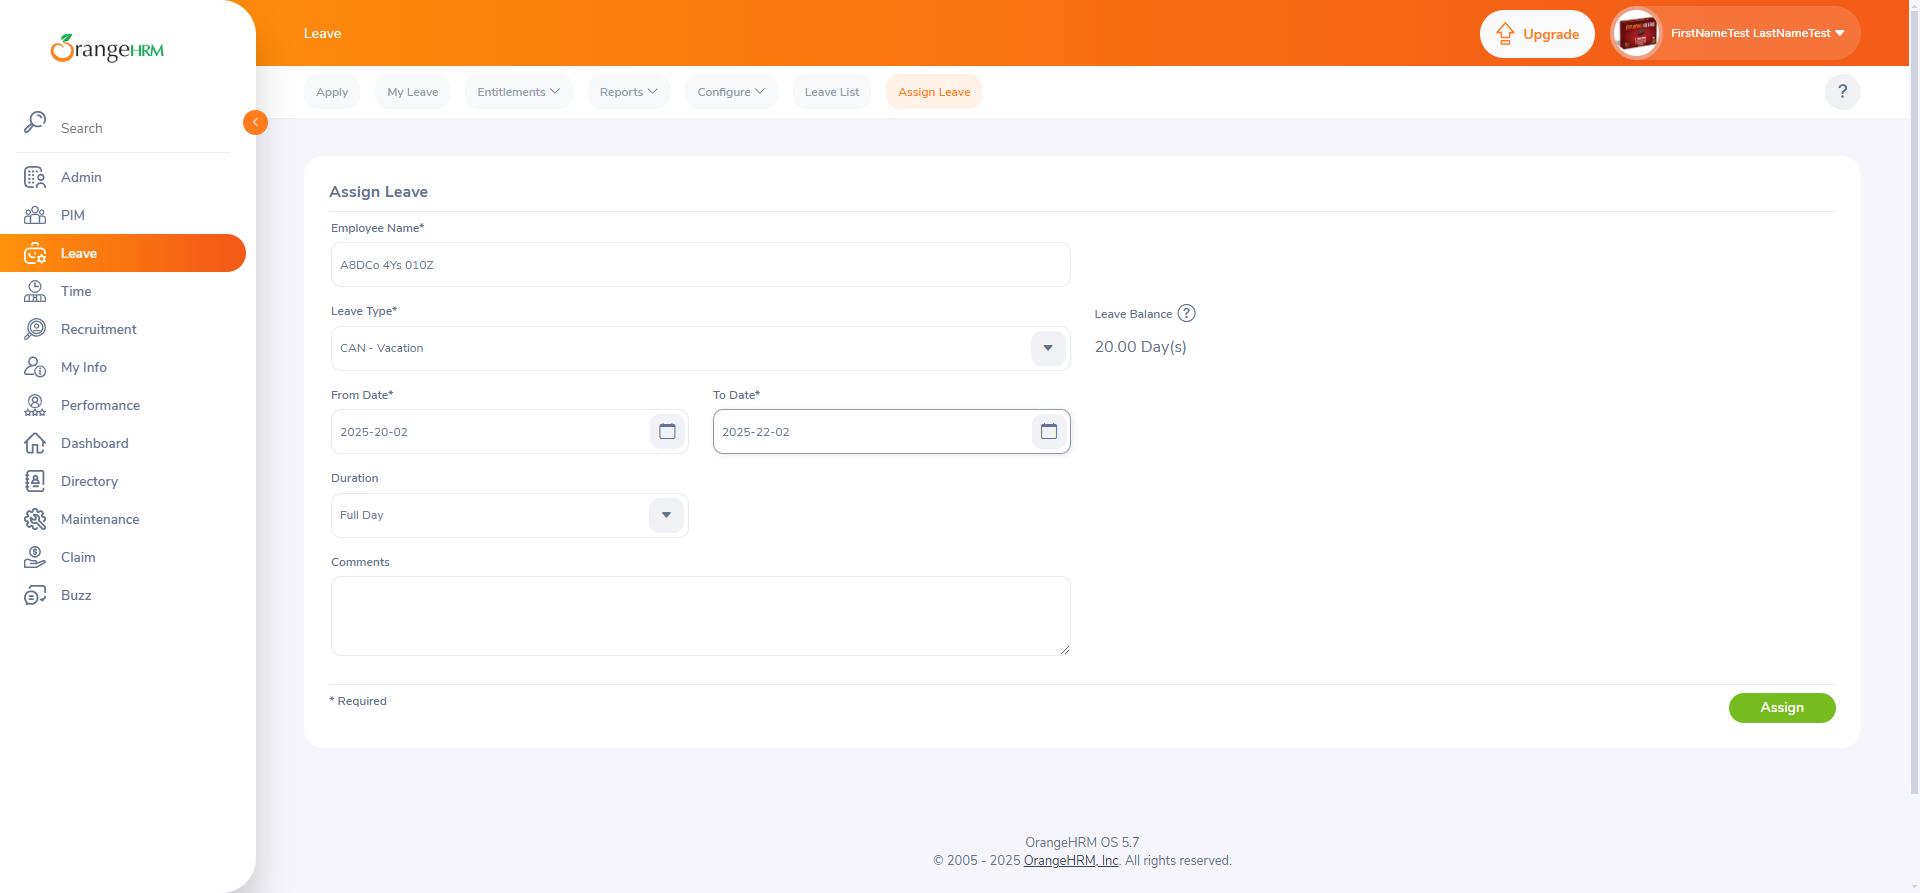 OrangeHRM
Search
Admin
PIM
Leave
Time
Recruitment
My Info
Performance
Dashboard
Directory
Maintenance
Claim
Buzz
Leave
Upgrade
FirstNameTest LastNameTest
Apply
My Leave
Entitlements
Reports
Configure
Leave List
Assign Leave
?
Assign Leave
Employee Name*
A8DCo 4Ys 010Z
Leave Type*
CAN - Vacation
Leave Balance ?
20.00 Day(s)
From Date*
2025-20-02
To Date*
2025-22-02
Duration
Full Day
Comments
* Required
Assign
OrangeHRM OS 5.7
© 2005 - 2025 OrangeHRM, Inc. All rights reserved.